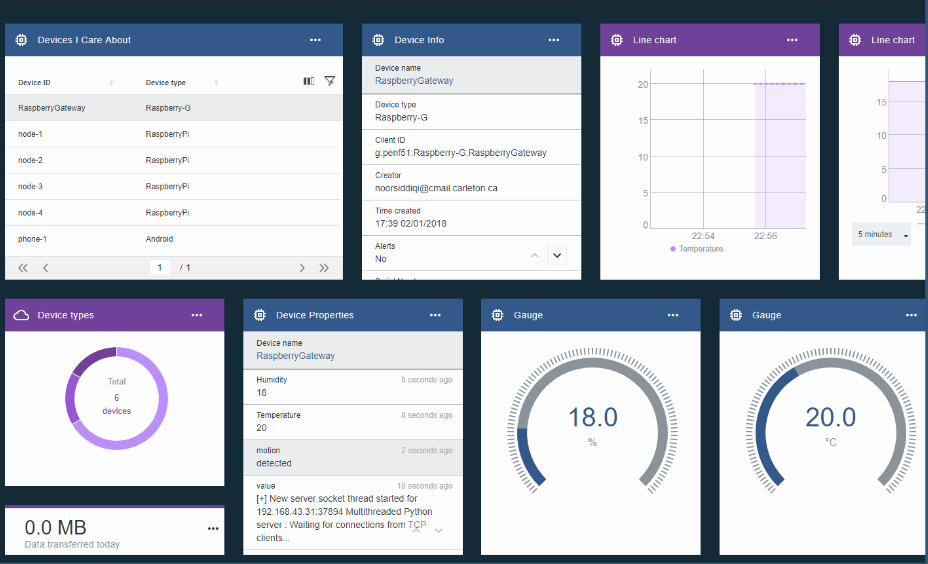 Devices I Care About
Device ID Device type
RaspberryGateway Raspberry-G
node-1 RaspberryPi
node-2 RaspberryPi
node-3 RaspberryPi
node-4 RaspberryPi
phone-1 Android
1 / 1
Device Info
Device name
RaspberryGateway
Device type
Raspberry-G
Client ID
g:penf51:Raspberry-G:RaspberryGateway
Creator
noorsiddiqi@cmail.carleton.ca
Time created
17:39 02/01/2018
Alerts
No
Line chart
20
15
10
5
0
22:54 22:56
Temperature
Line chart
15
10
5
0
5 minutes
Device types
Total
6
devices
0.0 MB
Data transferred today
Device Properties
Device name
RaspberryGateway
Humidity 8 seconds ago
18
Temperature 8 seconds ago
20
motion 2 seconds ago
detected
value 18 seconds ago
[+] New server socket thread started for
192.168.43.31:37894 Multithreaded Python
server : Waiting for connections from TCP
clients...
Gauge
18.0
%
Gauge
20.0
°C